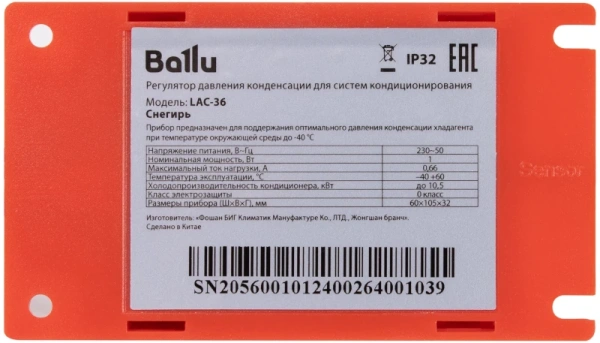 Ballu
IP32 EAC
Регулятор давления конденсации для систем кондиционирования
Модель: LAC-36
Снегирь
Прибор предназначен для поддержания оптимального давления конденсации хладагента
при температуре окружающей среды до -40 °C
Напряжение питания, В~Гц 230~50
Номинальная мощность, Вт 1
Максимальный ток нагрузки, А 0,66
Температура эксплуатации, °C -40 +60
Холодопроизводительность кондиционера, кВт до 10,5
Класс электрозащиты 0 класс
Размеры прибора (Ш×В×Г), мм 60×105×32
Sensor
Изготовитель: «Фошан БИГ Климатик Мануфактуре Ко., ЛТД., Жонгшан бранч».
Сделано в Китае
SN2056001012400264001039